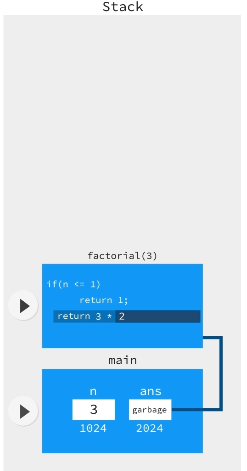 Stack
factorial(3)
if(n <= 1)
return 1;
return 3 * 2
main
n ans
3 garbage
1024 2024